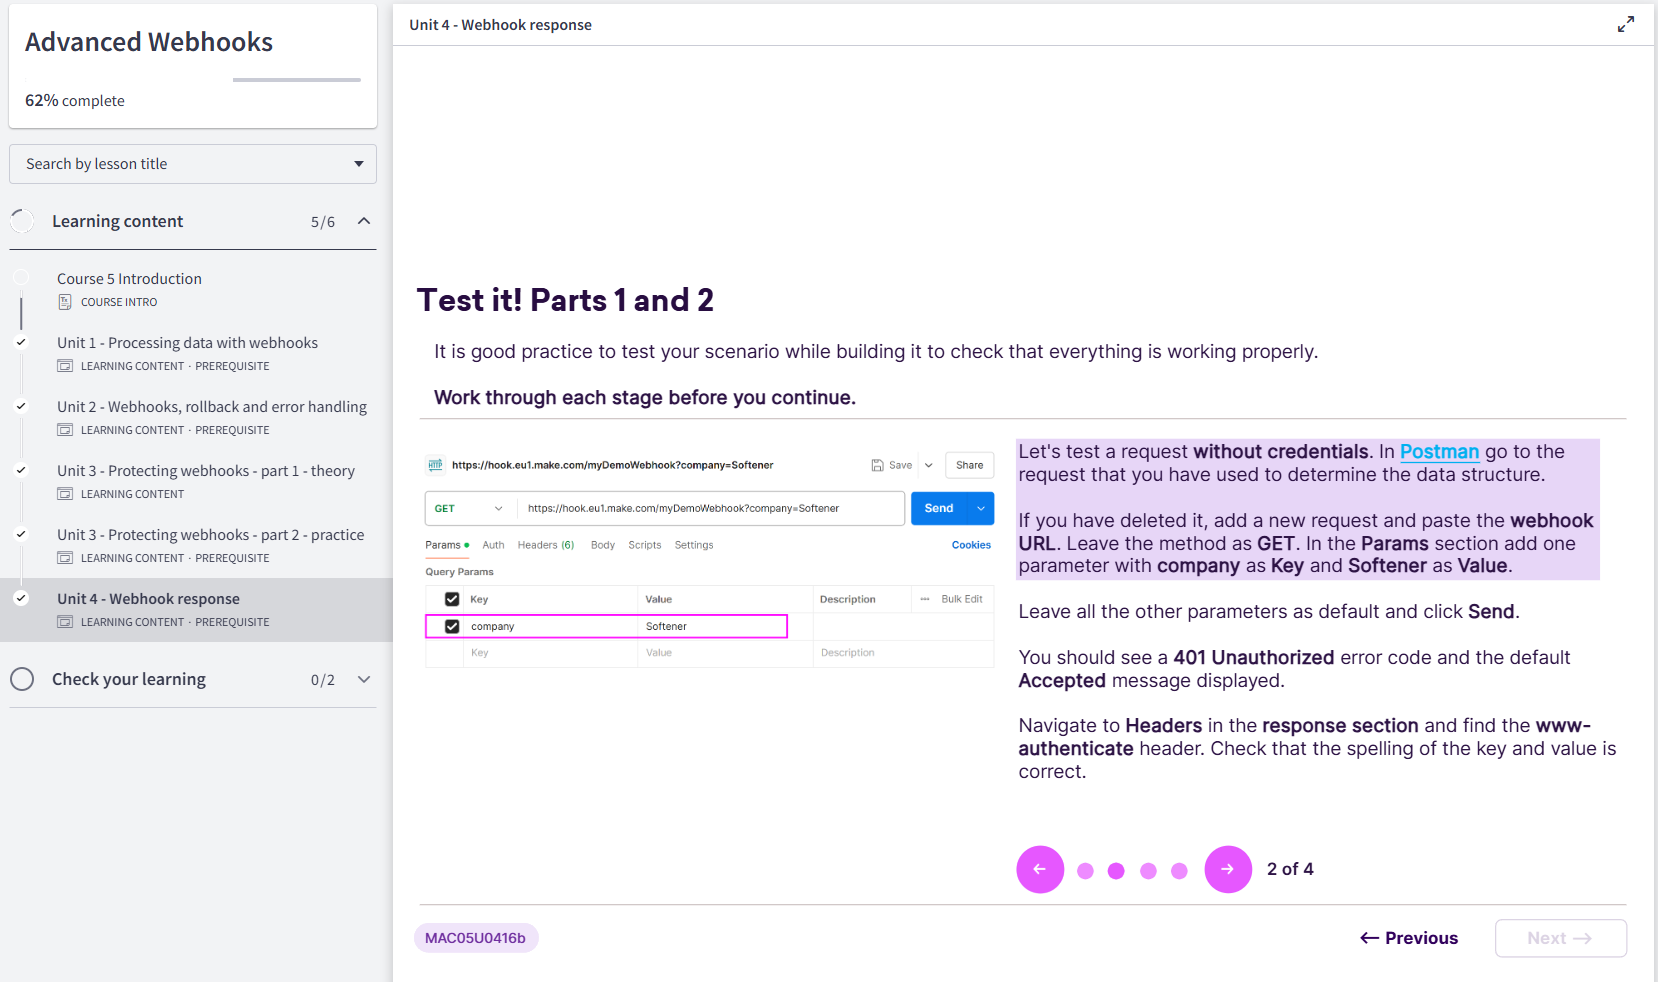 Advanced Webhooks
62% complete
Search by lesson title
Learning content 5/6
Course 5 Introduction
COURSE INTRO
Unit 1 - Processing data with webhooks
LEARNING CONTENT · PREREQUISITE
Unit 2 - Webhooks, rollback and error handling
LEARNING CONTENT · PREREQUISITE
Unit 3 - Protecting webhooks - part 1 - theory
LEARNING CONTENT
Unit 3 - Protecting webhooks - part 2 - practice
LEARNING CONTENT · PREREQUISITE
Unit 4 - Webhook response
LEARNING CONTENT · PREREQUISITE
Check your learning 0/2
Unit 4 - Webhook response
Test it! Parts 1 and 2
It is good practice to test your scenario while building it to check that everything is working properly.
Work through each stage before you continue.
HTTP https://hook.eu1.make.com/myDemoWebhook?company=Softener Save Share
GET https://hook.eu1.make.com/myDemoWebhook?company=Softener Send
Params Auth Headers (6) Body Scripts Settings Cookies
Query Params
Key Value Description ··· Bulk Edit
company Softener
Key Value Description
Let's test a request without credentials. In Postman go to the
request that you have used to determine the data structure.
If you have deleted it, add a new request and paste the webhook
URL. Leave the method as GET. In the Params section add one
parameter with company as Key and Softener as Value.
Leave all the other parameters as default and click Send.
You should see a 401 Unauthorized error code and the default
Accepted message displayed.
Navigate to Headers in the response section and find the www-
authenticate header. Check that the spelling of the key and value is
correct.
2 of 4
MAC05U0416b
← Previous
Next →